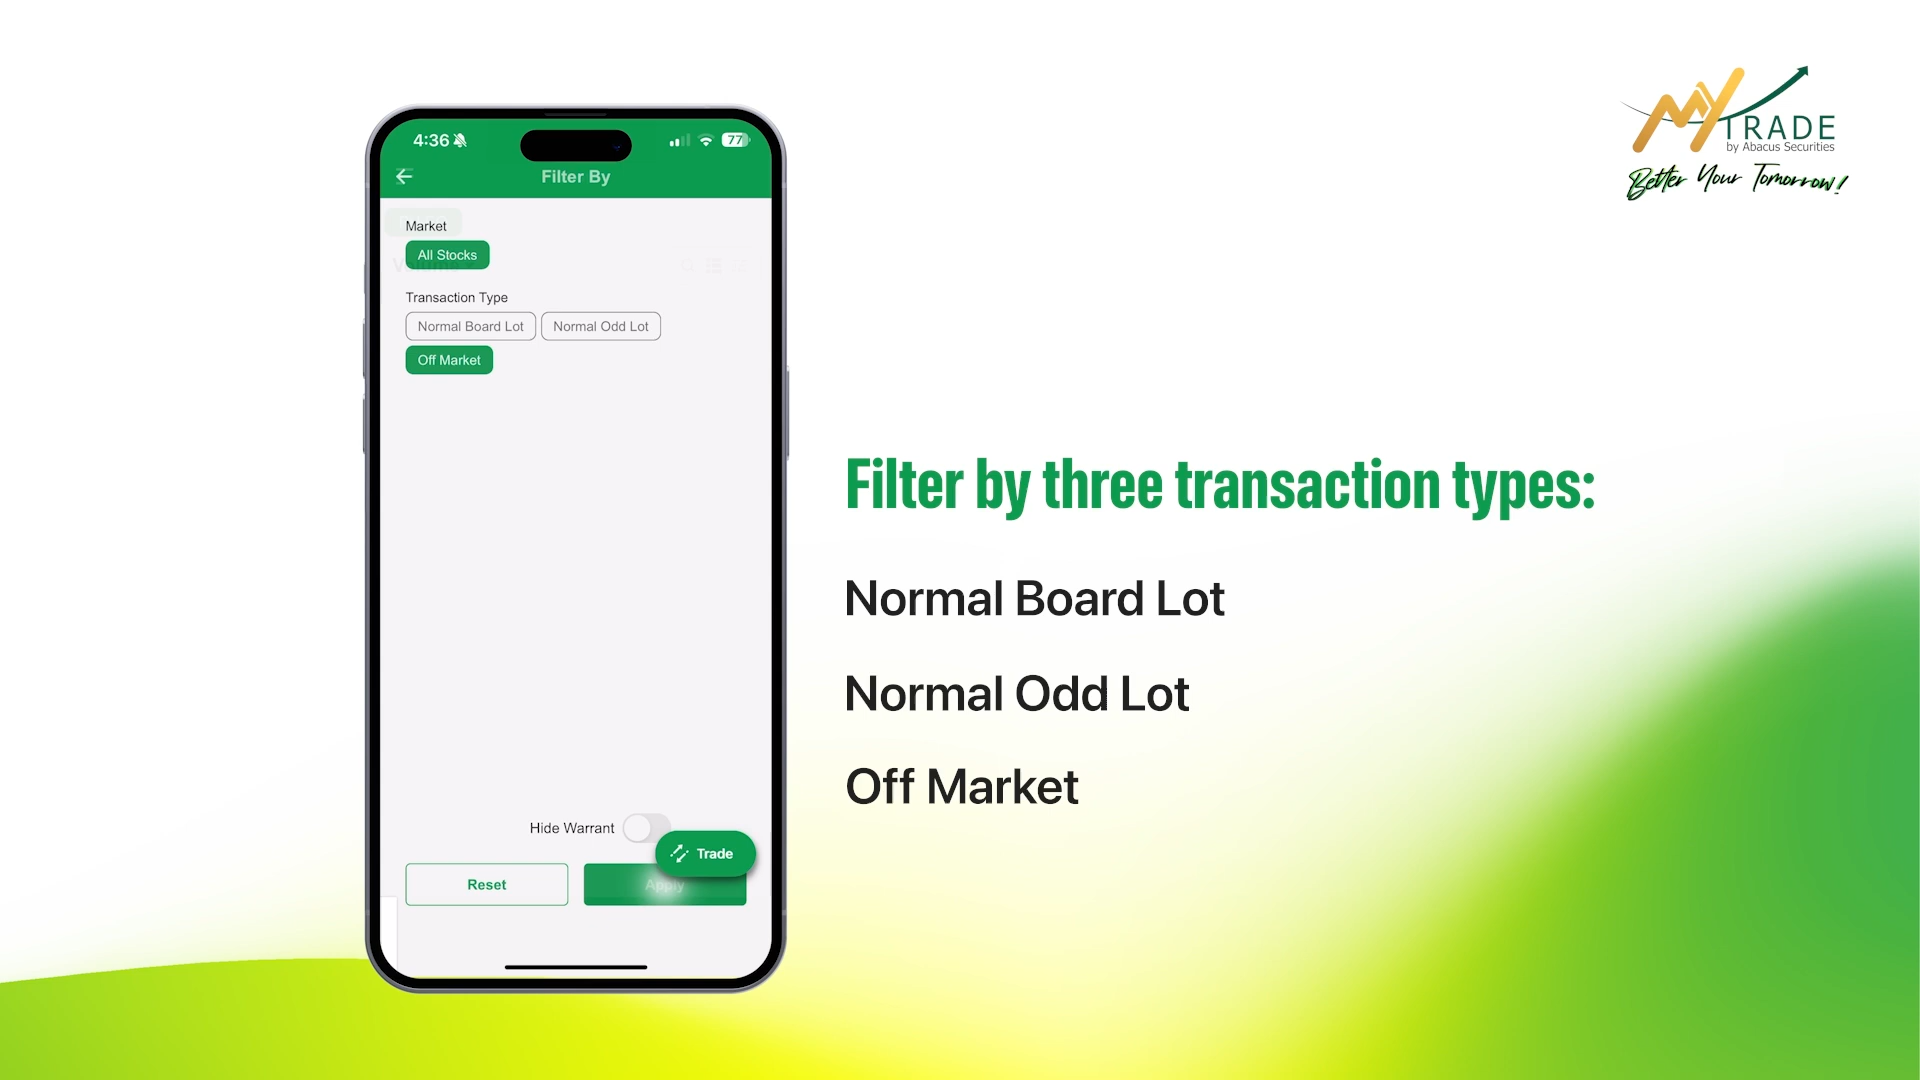 MY TRADE
by Abacus Securities
Better Your Tomorrow!
4:36
77
Filter By
Market
All Stocks
Transaction Type
Normal Board Lot
Normal Odd Lot
Off Market
Hide Warrant
Trade
Reset
Apply
Filter by three transaction types:
Normal Board Lot
Normal Odd Lot
Off Market